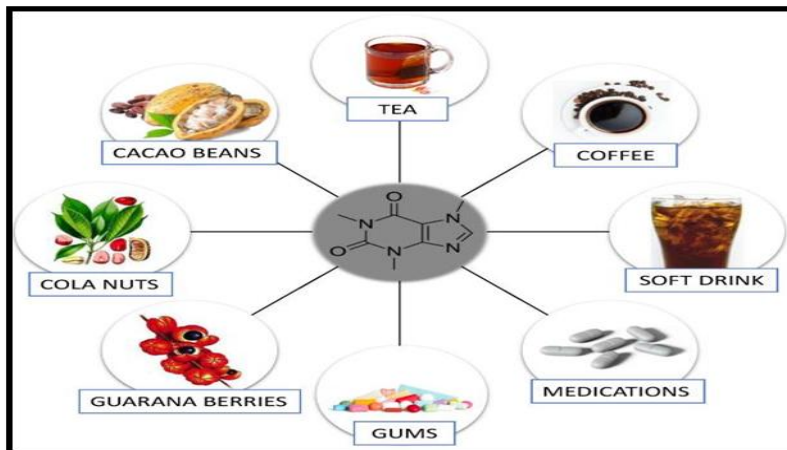 TEA
CACAO BEANS
COFFEE
COLA NUTS
SOFT DRINK
GUARANA BERRIES
MEDICATIONS
GUMS
O
N
N
O
N
N